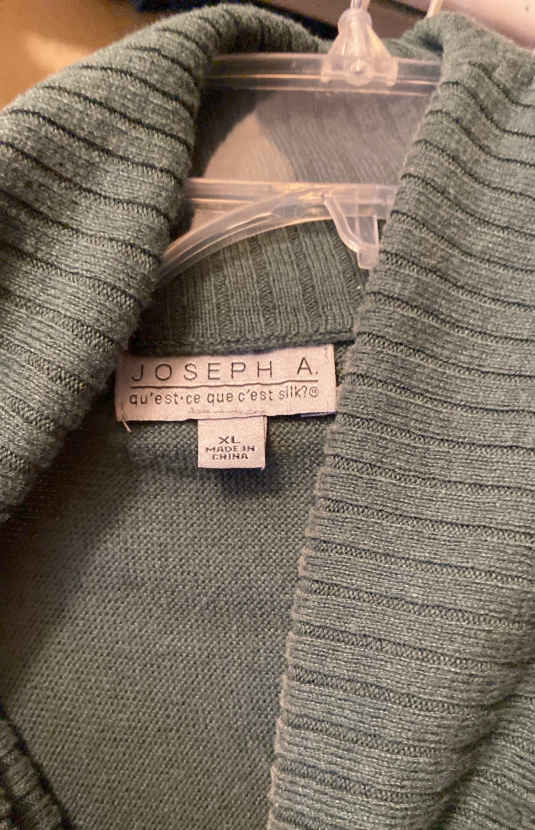 JOSEPH A.
qu'est·ce que c'est silk?®
XL
MADE IN
CHINA